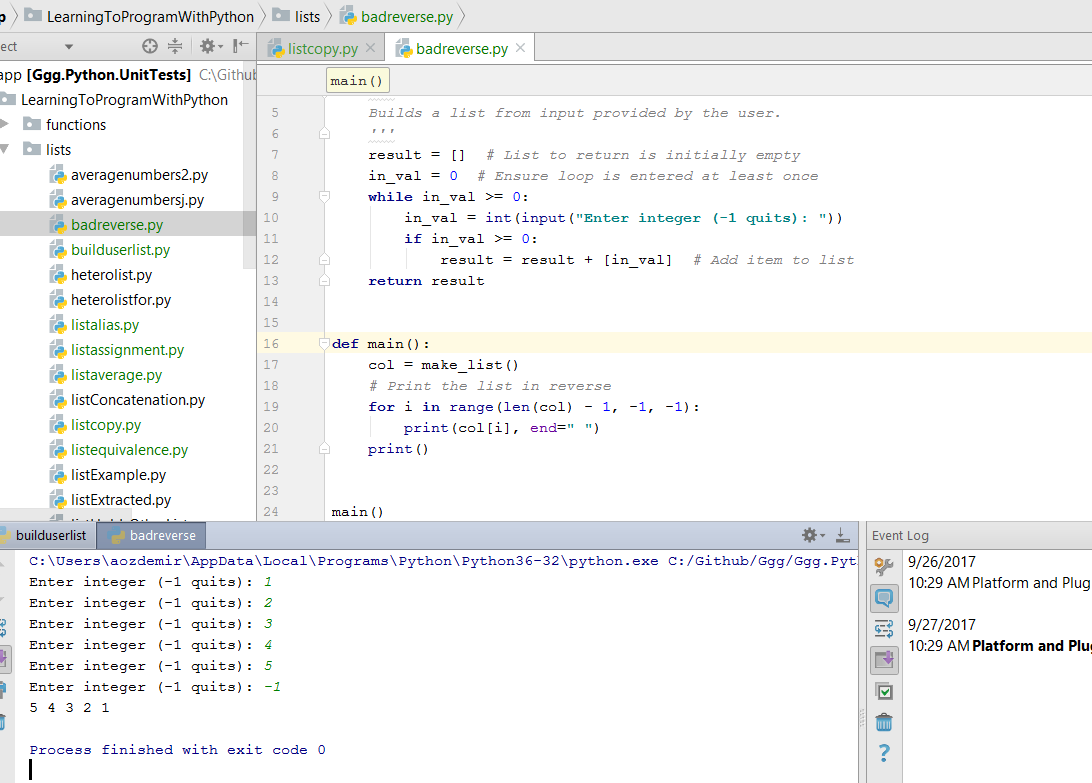 p LearningToProgramWithPython lists badreverse.py
ect listcopy.py badreverse.py
app [Ggg.Python.UnitTests] C:\Githu
LearningToProgramWithPython
functions
lists
averagenumbers2.py
averagenumbersj.py
badreverse.py
builduserlist.py
heterolist.py
heterolistfor.py
listalias.py
listassignment.py
listaverage.py
listConcatenation.py
listcopy.py
listequivalence.py
listExample.py
listExtracted.py
main()
5 Builds a list from input provided by the user.
6 '''
7 result = [] # List to return is initially empty
8 in_val = 0 # Ensure loop is entered at least once
9 while in_val >= 0:
10 in_val = int(input("Enter integer (-1 quits): "))
11 if in_val >= 0:
12 result = result + [in_val] # Add item to list
13 return result
14
15
16 def main():
17 col = make_list()
18 # Print the list in reverse
19 for i in range(len(col) - 1, -1, -1):
20 print(col[i], end=" ")
21 print()
22
23
24 main()
builduserlist badreverse
C:\Users\aozdemir\AppData\Local\Programs\Python\Python36-32\python.exe C:/Github/Ggg/Ggg.Pyt
Enter integer (-1 quits): 1
Enter integer (-1 quits): 2
Enter integer (-1 quits): 3
Enter integer (-1 quits): 4
Enter integer (-1 quits): 5
Enter integer (-1 quits): -1
5 4 3 2 1
Process finished with exit code 0
Event Log
9/26/2017
10:29 AM Platform and Plug
9/27/2017
10:29 AM Platform and Plu